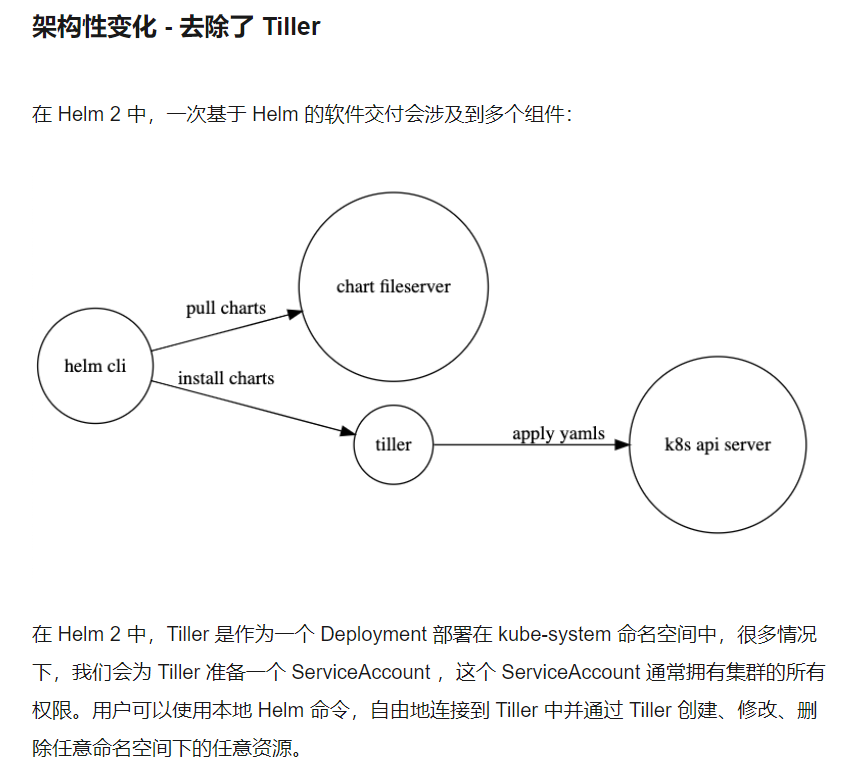 架构性变化 - 去除了 Tiller
在 Helm 2 中，一次基于 Helm 的软件交付会涉及到多个组件：
chart fileserver
pull charts
helm cli
install charts
tiller
apply yamls
k8s api server
在 Helm 2 中，Tiller 是作为一个 Deployment 部署在 kube-system 命名空间中，很多情况
下，我们会为 Tiller 准备一个 ServiceAccount ，这个 ServiceAccount 通常拥有集群的所有
权限。用户可以使用本地 Helm 命令，自由地连接到 Tiller 中并通过 Tiller 创建、修改、删
除任意命名空间下的任意资源。